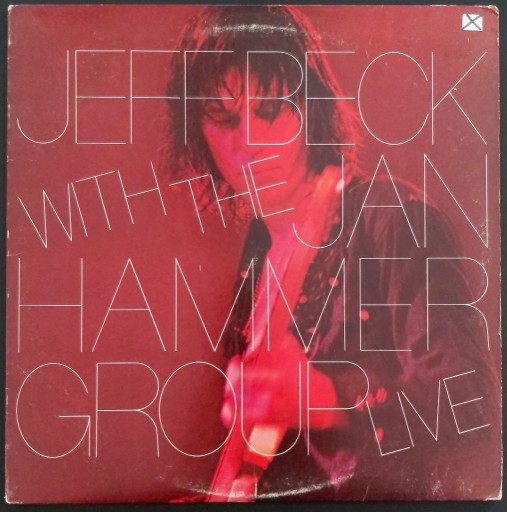 JEFF BECK
WITH THE JAN
HAMMER
GROUP LIVE